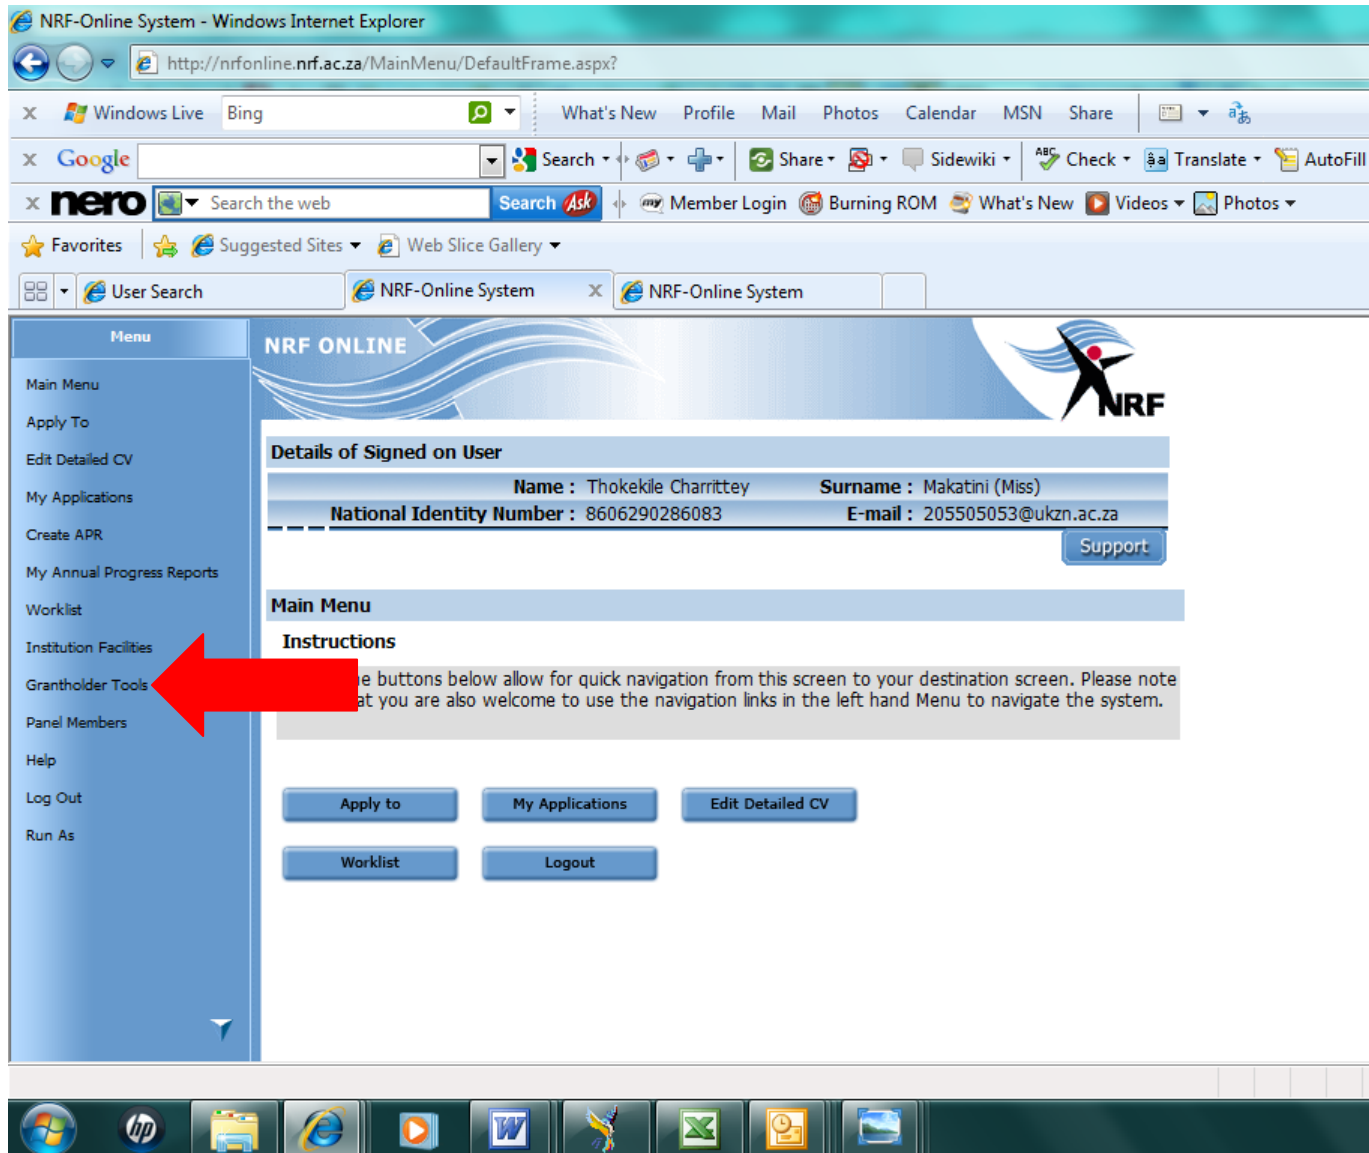 NRF-Online System - Windows Internet Explorer
http://nrfonline.nrf.ac.za/MainMenu/DefaultFrame.aspx?
x Windows Live Bing What's New Profile Mail Photos Calendar MSN Share
x Google Search Share Sidewiki ABC Check Translate AutoFill
x nero Search the web Search Ask my Member Login Burning ROM What's New Videos Photos
Favorites Suggested Sites Web Slice Gallery
User Search NRF-Online System x NRF-Online System
Menu
Main Menu
Apply To
Edit Detailed CV
My Applications
Create APR
My Annual Progress Reports
Worklist
Institution Facilities
Grantholder Tools
Panel Members
Help
Log Out
Run As
NRF ONLINE
NRF
Details of Signed on User
Name : Thokekile Charrittey Surname : Makatini (Miss)
National Identity Number : 8606290286083 E-mail : 205505053@ukzn.ac.za
Support
Main Menu
Instructions
buttons below allow for quick navigation from this screen to your destination screen. Please note
you are also welcome to use the navigation links in the left hand Menu to navigate the system.
Apply to My Applications Edit Detailed CV
Worklist Logout
hp